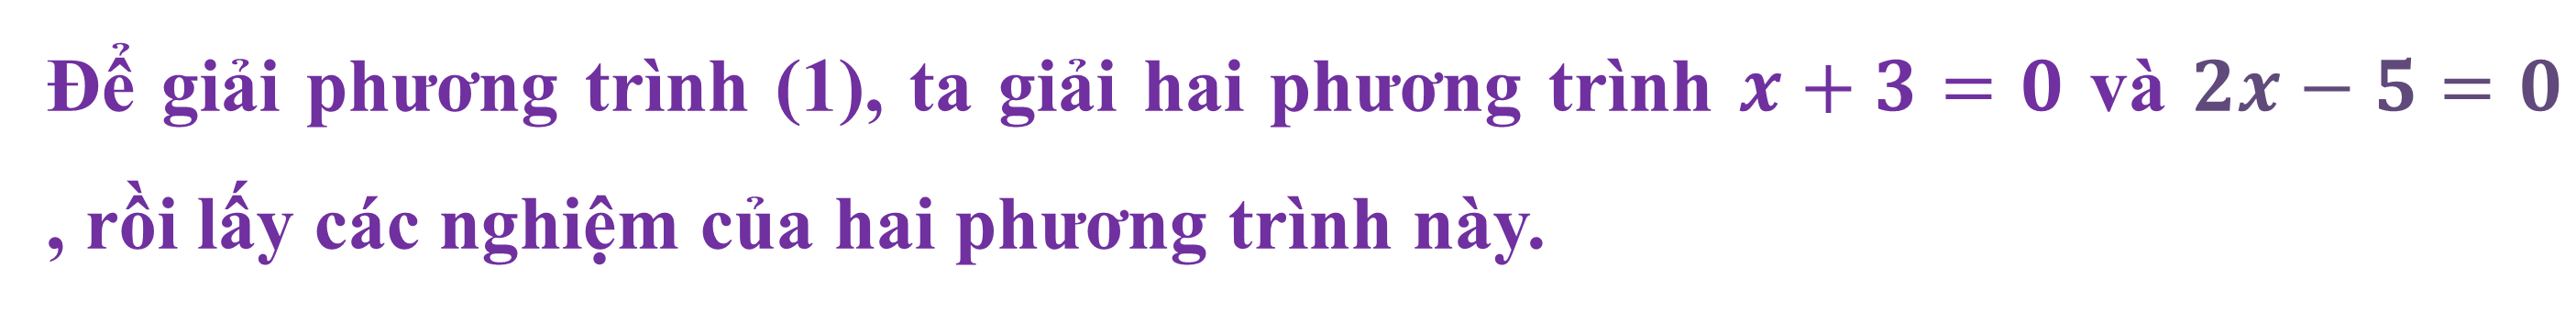 Để giải phương trình (1), ta giải hai phương trình x + 3 = 0 và 2x − 5 = 0
, rồi lấy các nghiệm của hai phương trình này.